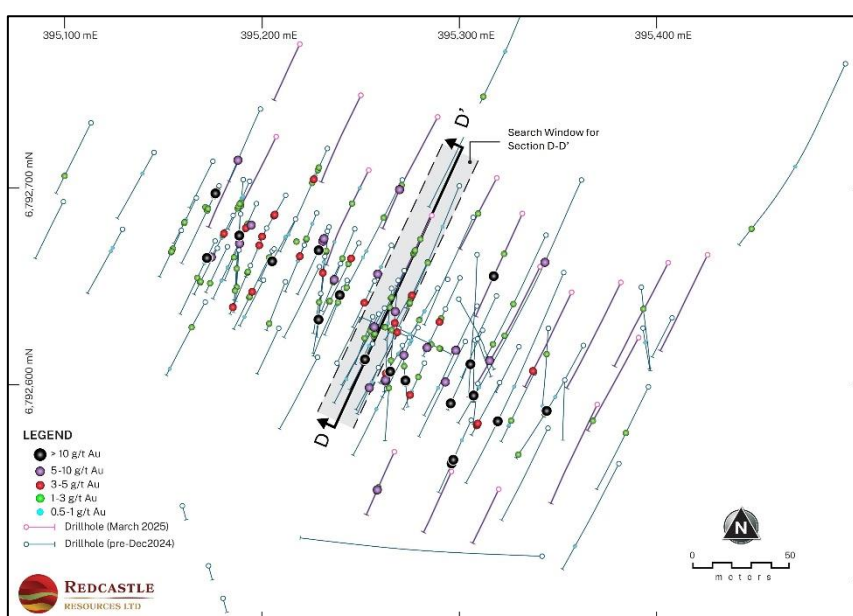 395,100 mE
395,200 mE
395,300 mE
395,400 mE
D'
Search Window for
Section D-D'
6,792,700 mN
6,792,600 mN
D
LEGEND
> 10 g/t Au
5-10 g/t Au
3-5 g/t Au
1-3 g/t Au
0.5-1 g/t Au
Drillhole (March 2025)
Drillhole (pre-Dec2024)
N
0
50
meters
REDCASTLE
RESOURCES LTD